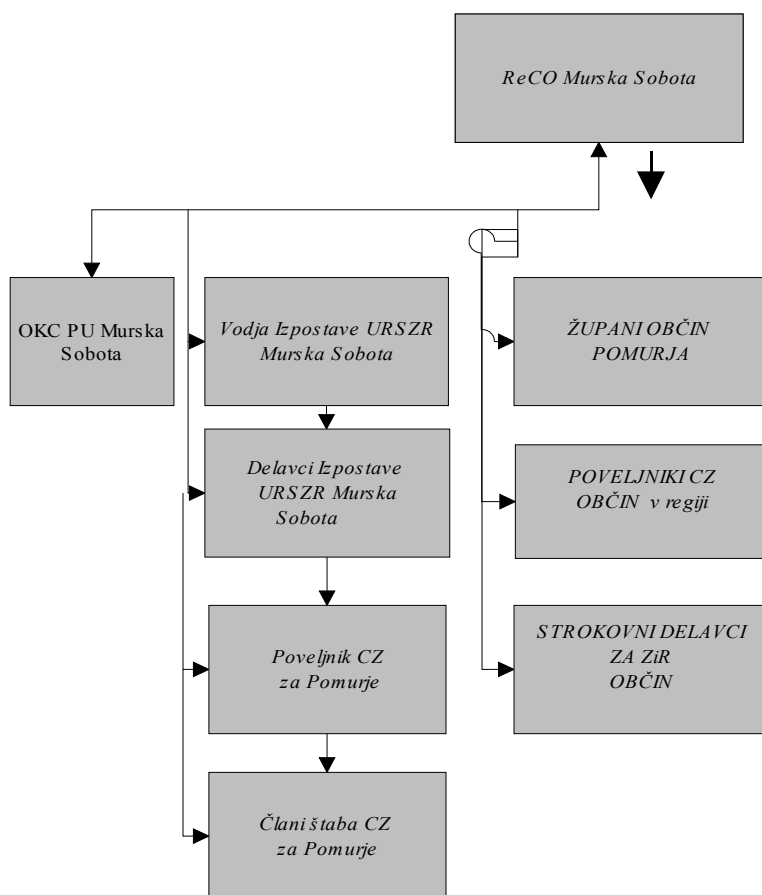 ReCO Murska Sobota
OKC PU Murska
Sobota
Vodja Izpostave URSZR
Murska Sobota
ŽUPANI OBČIN
POMURJA
Delavci Izpostave
URSZR Murska
Sobota
POVELJNIKI CZ
OBČIN v regiji
Poveljnik CZ
za Pomurje
STROKOVNI DELAVCI
ZA ZiR
OBČIN
Člani štaba CZ
za Pomurje